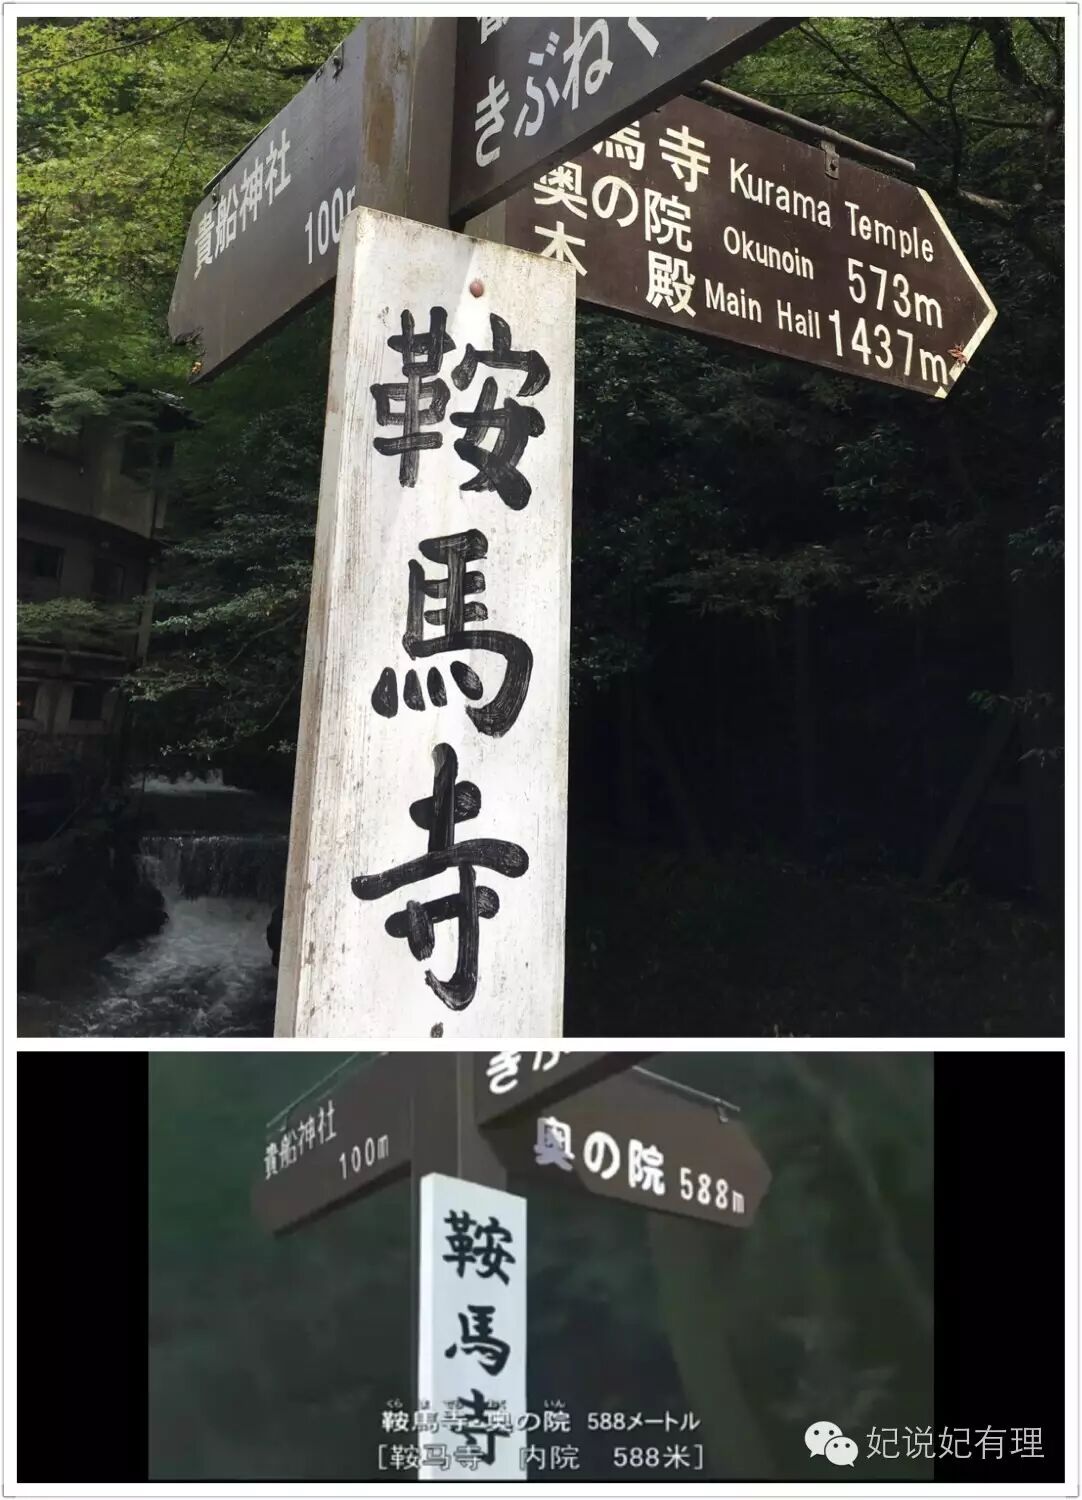 きぶねぐ
貴船神社
100m
馬寺 Kurama Temple
奥の院 Okunoin 573m
本殿 Main Hall 1437m
鞍馬寺
きぶ
貴船神社
100m
奥の院 588m
鞍馬寺
鞍馬寺 奥の院 588メートル
[鞍马寺 内院 588米]
妃说妃有理